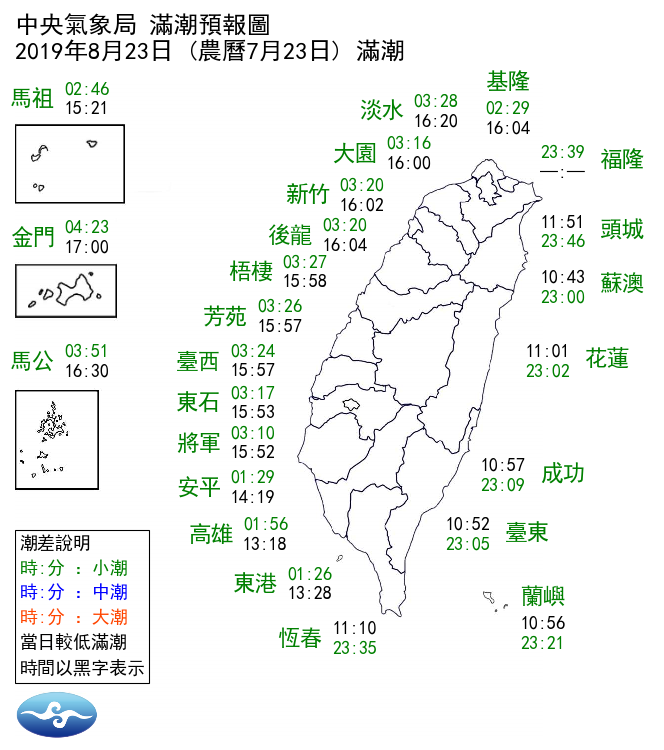 中央氣象局 滿潮預報圖
2019年8月23日 (農曆7月23日) 滿潮
馬祖
02:46
15:21
金門
04:23
17:00
馬公
03:51
16:30
淡水
03:28
16:20
基隆
02:29
16:04
大園
03:16
16:00
福隆
23:39
—:—
新竹
03:20
16:02
頭城
11:51
23:46
後龍
03:20
16:04
梧棲
03:27
15:58
蘇澳
10:43
23:00
芳苑
03:26
15:57
臺西
03:24
15:57
花蓮
11:01
23:02
東石
03:17
15:53
將軍
03:10
15:52
安平
01:29
14:19
成功
10:57
23:09
高雄
01:56
13:18
臺東
10:52
23:05
東港
01:26
13:28
蘭嶼
10:56
23:21
恆春
11:10
23:35
潮差說明
時:分 : 小潮
時:分 : 中潮
時:分 : 大潮
當日較低滿潮
時間以黑字表示